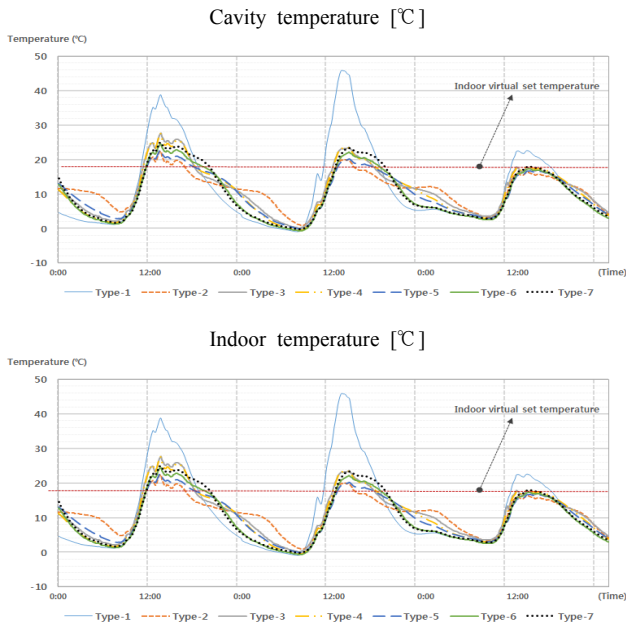 Cavity temperature [℃]
Temperature (℃)
50
40
30
20
10
0
-10
Indoor virtual set temperature
0:00 12:00 0:00 12:00 0:00 12:00 (Time)
Type-1 Type-2 Type-3 Type-4 Type-5 Type-6 Type-7
Indoor temperature [℃]
Temperature (℃)
50
40
30
20
10
0
-10
Indoor virtual set temperature
0:00 12:00 0:00 12:00 0:00 12:00 (Time)
Type-1 Type-2 Type-3 Type-4 Type-5 Type-6 Type-7